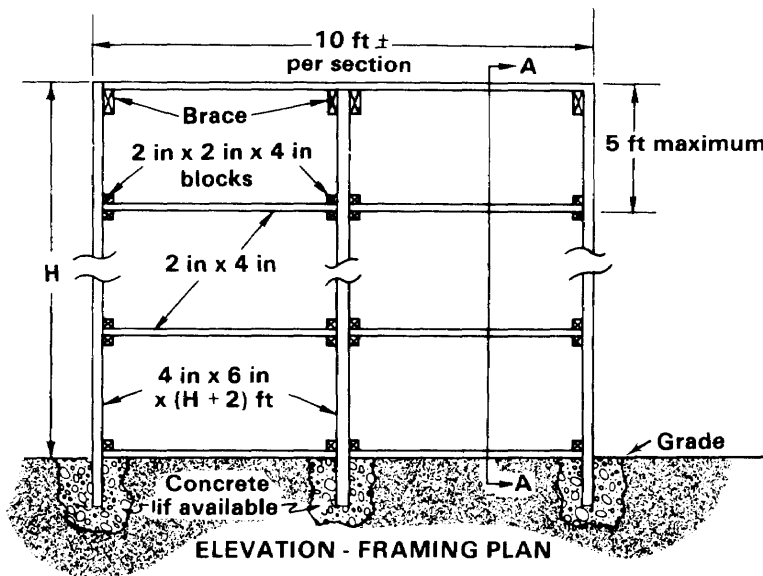 10 ft ±
per section
A
Brace
5 ft maximum
2 in x 2 in x 4 in
blocks
H
2 in x 4 in
4 in x 6 in
x (H + 2) ft
Grade
Concrete
lif available
A
ELEVATION - FRAMING PLAN